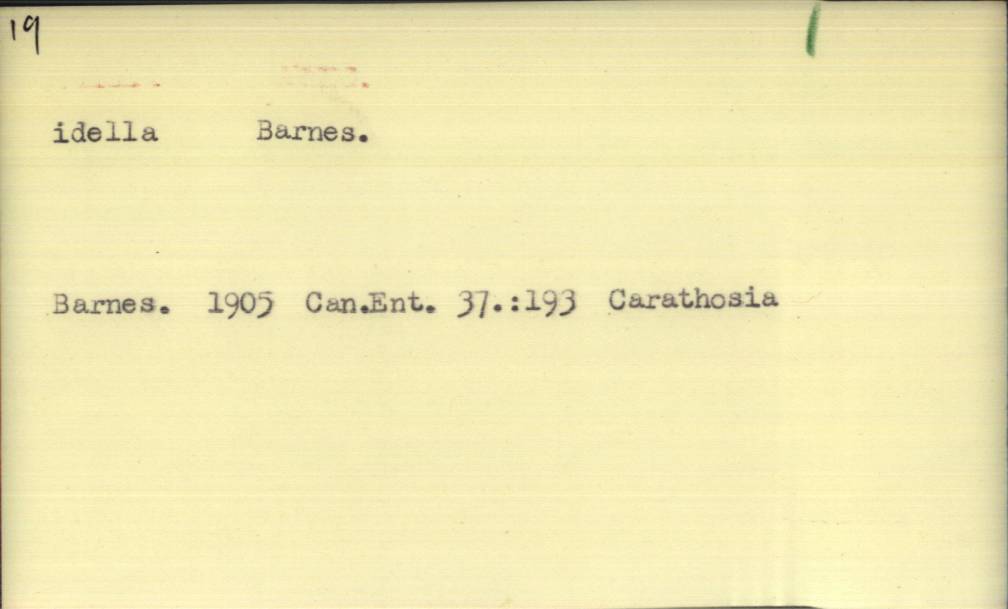 19
idella Barnes.
Barnes. 1905 Can.Ent. 37.:193 Carathosia